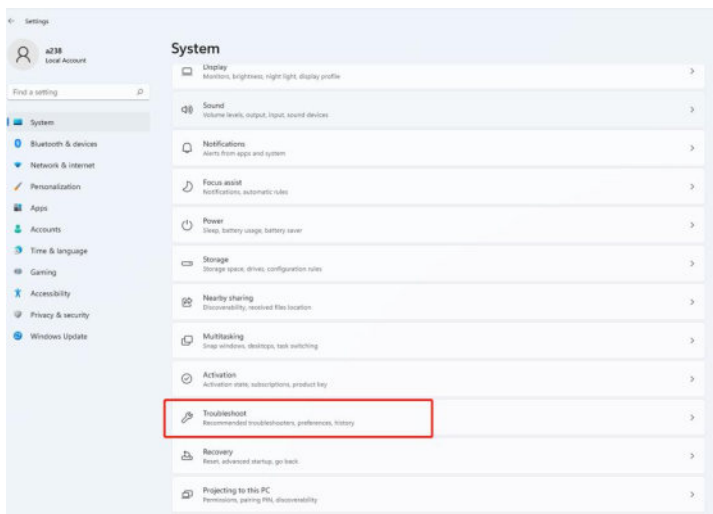 Settings
a238
Local Account
Find a setting
System
Bluetooth & devices
Network & internet
Personalization
Apps
Accounts
Time & language
Gaming
Accessibility
Privacy & security
Windows Update
System
Display
Monitors, brightness, night light, display profile
Sound
Volume levels, output, input, sound devices
Notifications
Alerts from apps and system
Focus assist
Notifications, automatic rules
Power
Sleep, battery usage, battery saver
Storage
Storage space, drives, configuration rules
Nearby sharing
Discoverability, received files location
Multitasking
Snap windows, desktops, task switching
Activation
Activation state, subscriptions, product key
Troubleshoot
Recommended troubleshooters, preferences, history
Recovery
Reset, advanced startup, go back
Projecting to this PC
Permissions, pairing PIN, discoverability